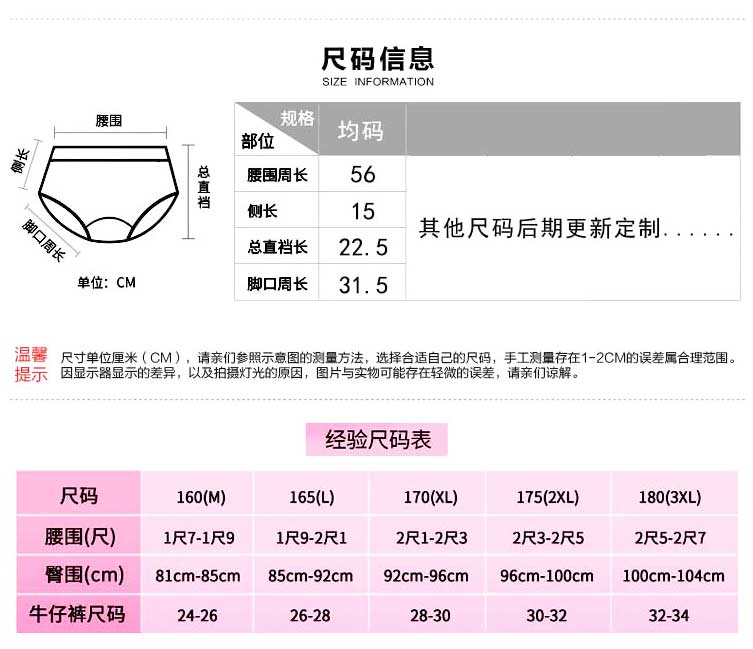 尺码信息
SIZE INFORMATION
腰围
侧长
总直裆
脚口周长
单位：CM
规格
部位
均码
腰围周长 56
侧长 15
总直裆长 22.5
脚口周长 31.5
其他尺码后期更新定制......
温馨提示
尺寸单位厘米（CM），请亲们参照示意图的测量方法，选择合适自己的尺码，手工测量存在1-2CM的误差属合理范围。
因显示器显示的差异，以及拍摄灯光的原因，图片与实物可能存在轻微的误差，请亲们谅解。
经验尺码表
尺码 160(M) 165(L) 170(XL) 175(2XL) 180(3XL)
腰围(尺) 1尺7-1尺9 1尺9-2尺1 2尺1-2尺3 2尺3-2尺5 2尺5-2尺7
臀围(cm) 81cm-85cm 85cm-92cm 92cm-96cm 96cm-100cm 100cm-104cm
牛仔裤尺码 24-26 26-28 28-30 30-32 32-34